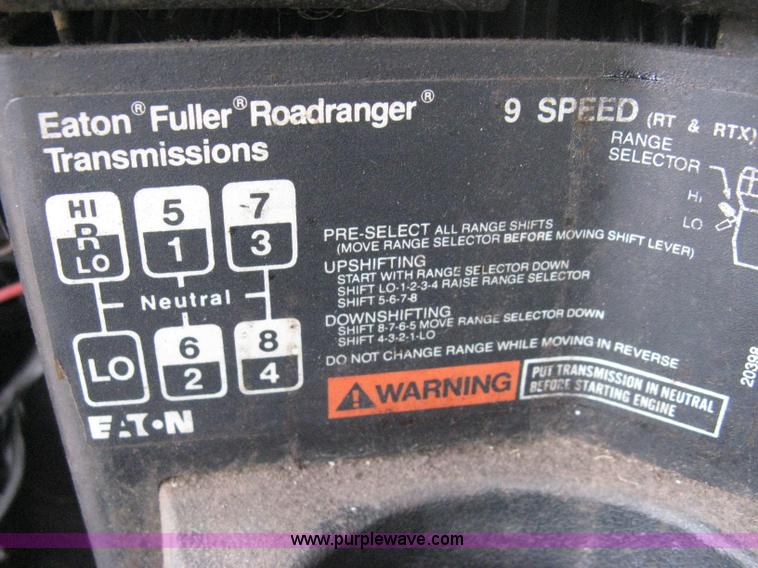 Eaton® Fuller® Roadranger®
Transmissions
9 SPEED (RT & RTX)
RANGE
SELECTOR
HI
LO
HI
R
LO
5
1
7
3
Neutral
LO
6
2
8
4
EATON
PRE-SELECT ALL RANGE SHIFTS
(MOVE RANGE SELECTOR BEFORE MOVING SHIFT LEVER)
UPSHIFTING
START WITH RANGE SELECTOR DOWN
SHIFT LO-1-2-3-4 RAISE RANGE SELECTOR
SHIFT 5-6-7-8
DOWNSHIFTING
SHIFT 8-7-6-5 MOVE RANGE SELECTOR DOWN
SHIFT 4-3-2-1-LO
DO NOT CHANGE RANGE WHILE MOVING IN REVERSE
WARNING
PUT TRANSMISSION IN NEUTRAL
BEFORE STARTING ENGINE
20398
www.purplewave.com